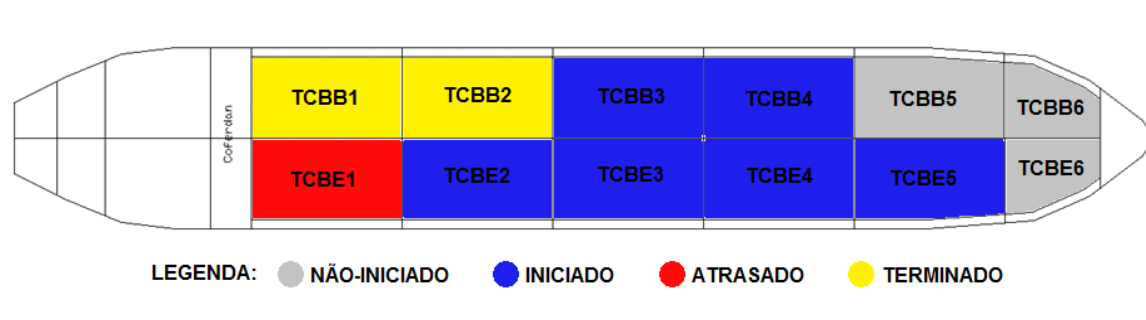 TCBB1 TCBB2 TCBB3 TCBB4 TCBB5 TCBB6
Coferdan
TCBE1 TCBE2 TCBE3 TCBE4 TCBE5 TCBE6
LEGENDA: NÃO-INICIADO INICIADO ATRASADO TERMINADO